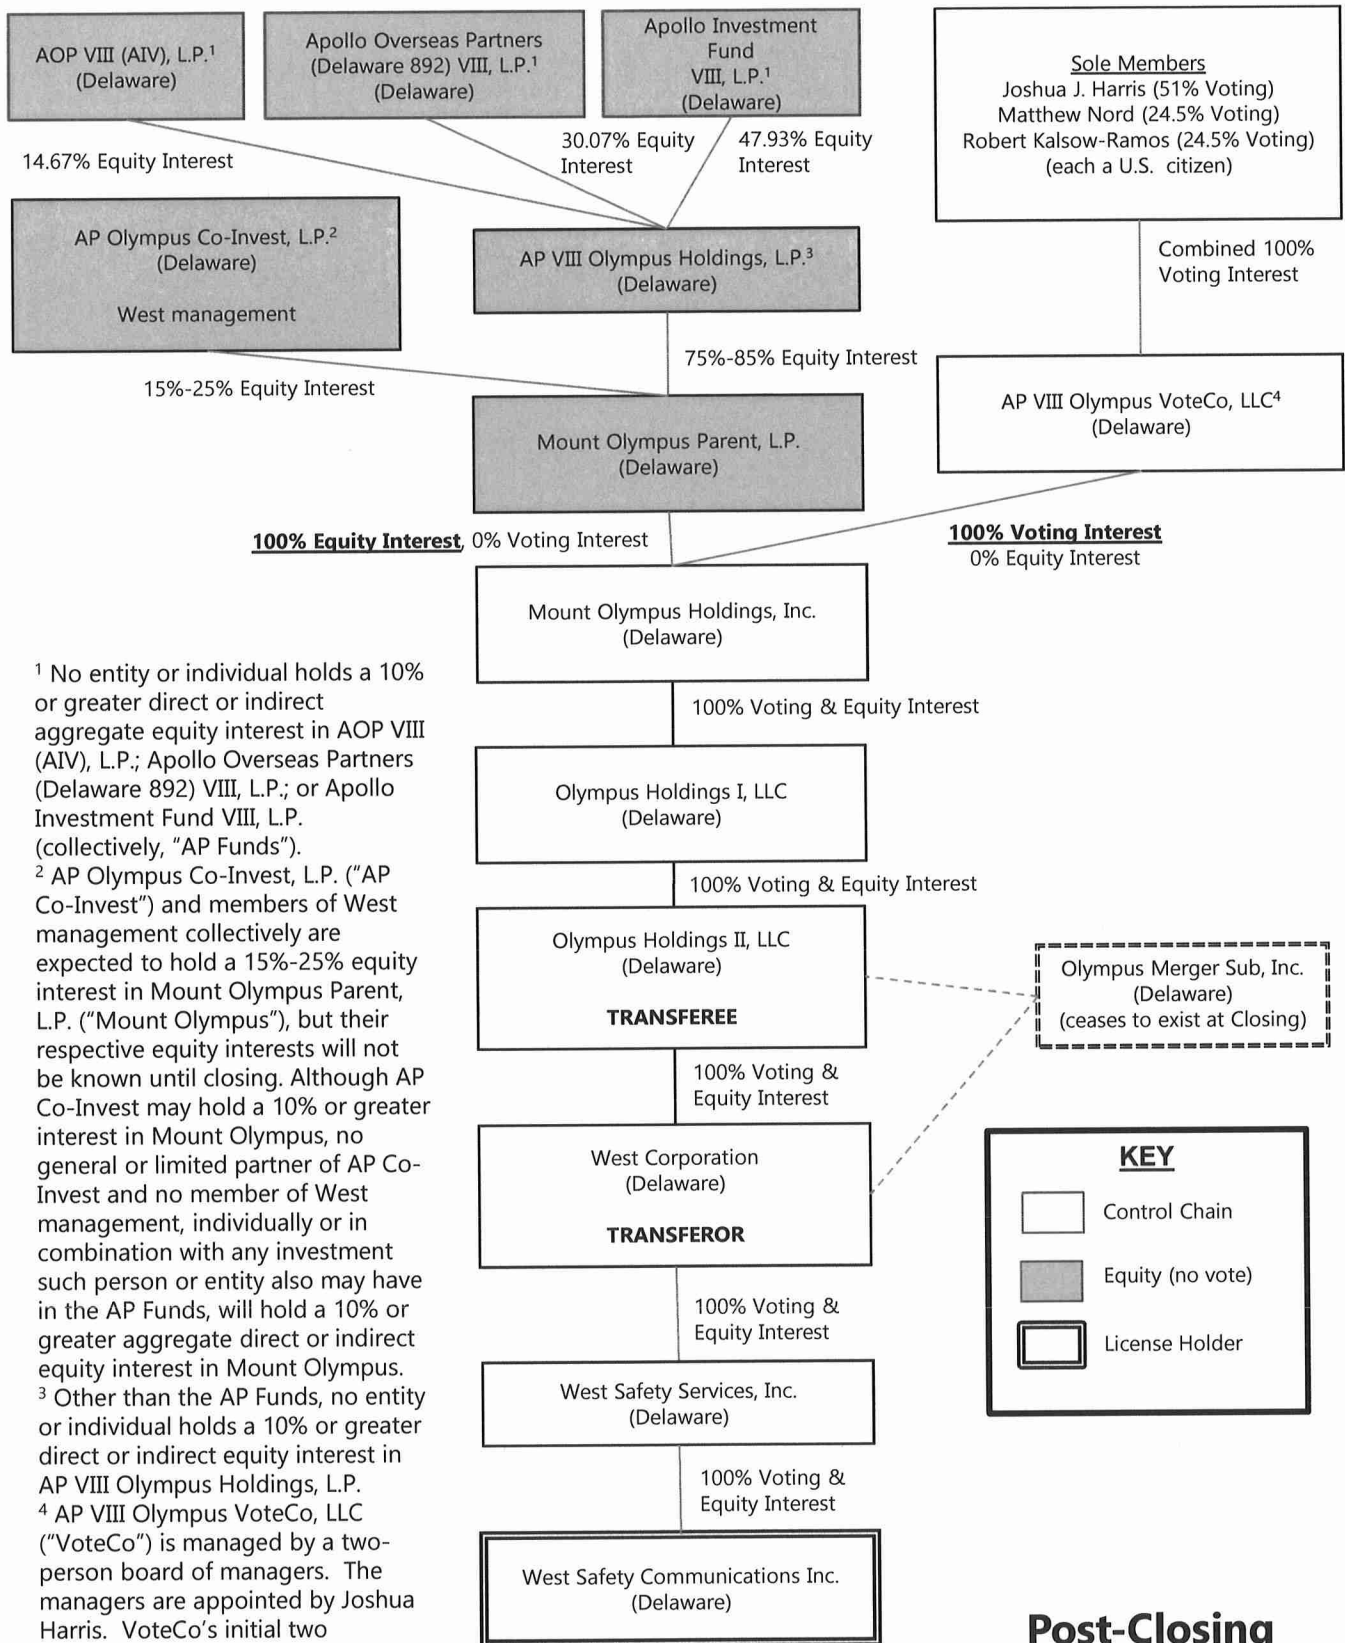 AOP VIII (AIV), L.P.¹
(Delaware)
Apollo Overseas Partners
(Delaware 892) VIII, L.P.¹
(Delaware)
Apollo Investment
Fund
VIII, L.P.¹
(Delaware)
Sole Members
Joshua J. Harris (51% Voting)
Matthew Nord (24.5% Voting)
Robert Kalsow-Ramos (24.5% Voting)
(each a U.S. citizen)
14.67% Equity Interest
30.07% Equity
Interest
47.93% Equity
Interest
AP Olympus Co-Invest, L.P.²
(Delaware)
West management
AP VIII Olympus Holdings, L.P.³
(Delaware)
Combined 100%
Voting Interest
15%-25% Equity Interest
75%-85% Equity Interest
AP VIII Olympus VoteCo, LLC⁴
(Delaware)
Mount Olympus Parent, L.P.
(Delaware)
100% Equity Interest, 0% Voting Interest
100% Voting Interest
0% Equity Interest
Mount Olympus Holdings, Inc.
(Delaware)
100% Voting & Equity Interest
Olympus Holdings I, LLC
(Delaware)
100% Voting & Equity Interest
Olympus Holdings II, LLC
(Delaware)
TRANSFEREE
Olympus Merger Sub, Inc.
(Delaware)
(ceases to exist at Closing)
100% Voting &
Equity Interest
West Corporation
(Delaware)
TRANSFEROR
100% Voting &
Equity Interest
West Safety Services, Inc.
(Delaware)
100% Voting &
Equity Interest
West Safety Communications Inc.
(Delaware)
KEY
Control Chain
Equity (no vote)
License Holder
¹ No entity or individual holds a 10%
or greater direct or indirect
aggregate equity interest in AOP VIII
(AIV), L.P.; Apollo Overseas Partners
(Delaware 892) VIII, L.P.; or Apollo
Investment Fund VIII, L.P.
(collectively, "AP Funds").
² AP Olympus Co-Invest, L.P. ("AP
Co-Invest") and members of West
management collectively are
expected to hold a 15%-25% equity
interest in Mount Olympus Parent,
L.P. ("Mount Olympus"), but their
respective equity interests will not
be known until closing. Although AP
Co-Invest may hold a 10% or greater
interest in Mount Olympus, no
general or limited partner of AP Co-
Invest and no member of West
management, individually or in
combination with any investment
such person or entity also may have
in the AP Funds, will hold a 10% or
greater aggregate direct or indirect
equity interest in Mount Olympus.
³ Other than the AP Funds, no entity
or individual holds a 10% or greater
direct or indirect equity interest in
AP VIII Olympus Holdings, L.P.
⁴ AP VIII Olympus VoteCo, LLC
("VoteCo") is managed by a two-
person board of managers. The
managers are appointed by Joshua
Harris. VoteCo's initial two
Post-Closing